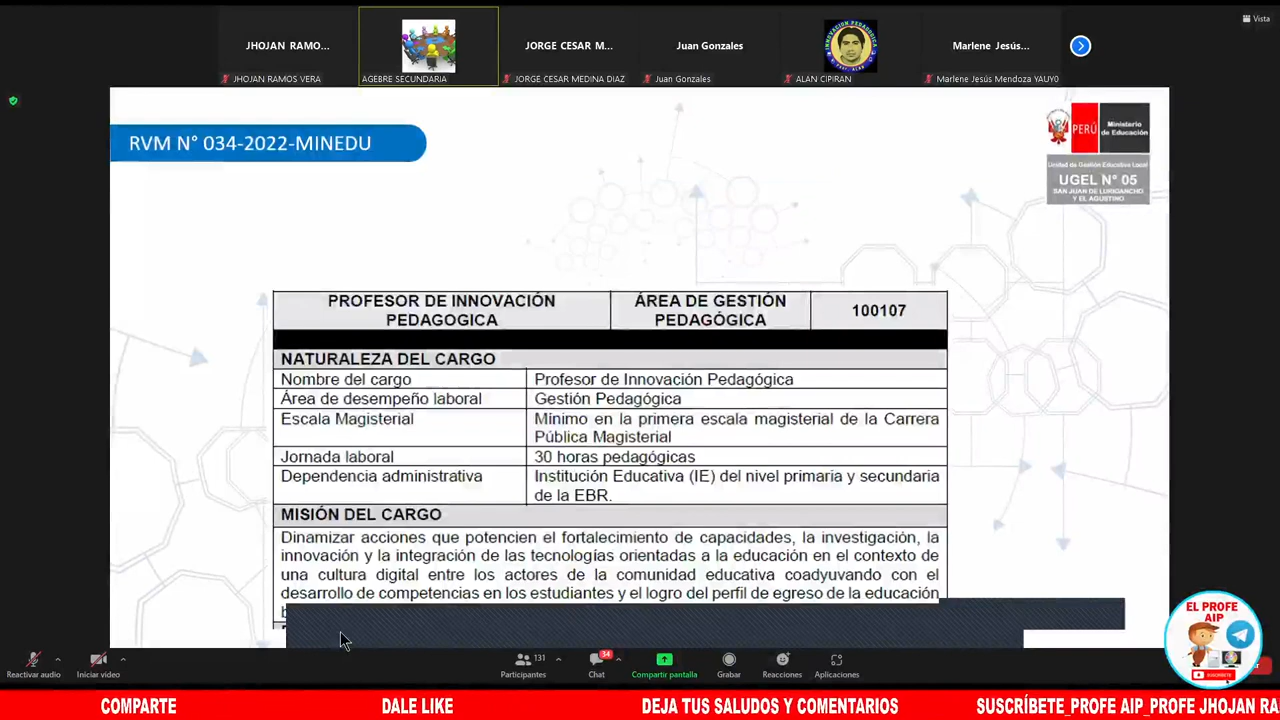 Vista
JHOJAN RAMO...
JORGE CESAR M...
Juan Gonzales
Marlene Jesús...
JHOJAN RAMOS VERA
AGEBRE SECUNDARIA
JORGE CESAR MEDINA DIAZ
Juan Gonzales
ALAN CIPIRAN
Marlene Jesús Mendoza YAUYO
RVM N° 034-2022-MINEDU
PERÚ
Ministerio
de Educación
Unidad de Gestión Educativa Local
UGEL N° 05
SAN JUAN DE LURIGANCHO
Y EL AGUSTINO
PROFESOR DE INNOVACIÓN
PEDAGOGICA
ÁREA DE GESTIÓN
PEDAGÓGICA
100107
NATURALEZA DEL CARGO
Nombre del cargo
Profesor de Innovación Pedagógica
Área de desempeño laboral
Gestión Pedagógica
Escala Magisterial
Mínimo en la primera escala magisterial de la Carrera
Pública Magisterial
Jornada laboral
30 horas pedagógicas
Dependencia administrativa
Institución Educativa (IE) del nivel primaria y secundaria
de la EBR.
MISIÓN DEL CARGO
Dinamizar acciones que potencien el fortalecimiento de capacidades, la investigación, la
innovación y la integración de las tecnologías orientadas a la educación en el contexto de
una cultura digital entre los actores de la comunidad educativa coadyuvando con el
desarrollo de competencias en los estudiantes y el logro del perfil de egreso de la educación
EL PROFE
AIP
SUSCRÍBETE
Reactivar audio
Iniciar video
131
Participantes
34
Chat
Compartir pantalla
Grabar
Reacciones
Aplicaciones
COMPARTE
DALE LIKE
DEJA TUS SALUDOS Y COMENTARIOS
SUSCRÍBETE_PROFE AIP_PROFE JHOJAN RA